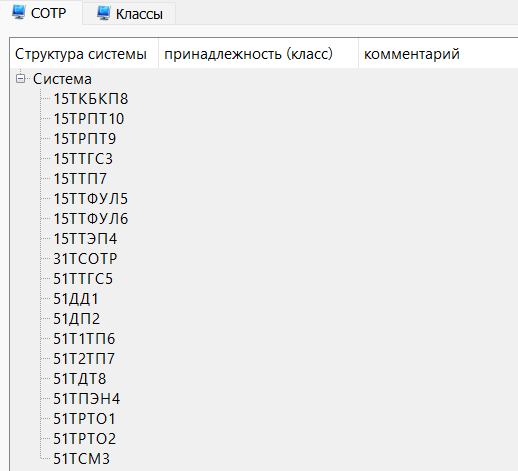 СОТР Классы
Структура системы принадлежность (класс) комментарий
Система
15ТКБКП8
15ТРПТ10
15ТРПТ9
15ТТГС3
15ТТП7
15ТТФУЛ5
15ТТФУЛ6
15ТТЭП4
31ТСОТР
51ТТГС5
51ДД1
51ДП2
51Т1ТП6
51Т2ТП7
51ТДТ8
51ТПЭН4
51ТРТО1
51ТРТО2
51ТСМ3